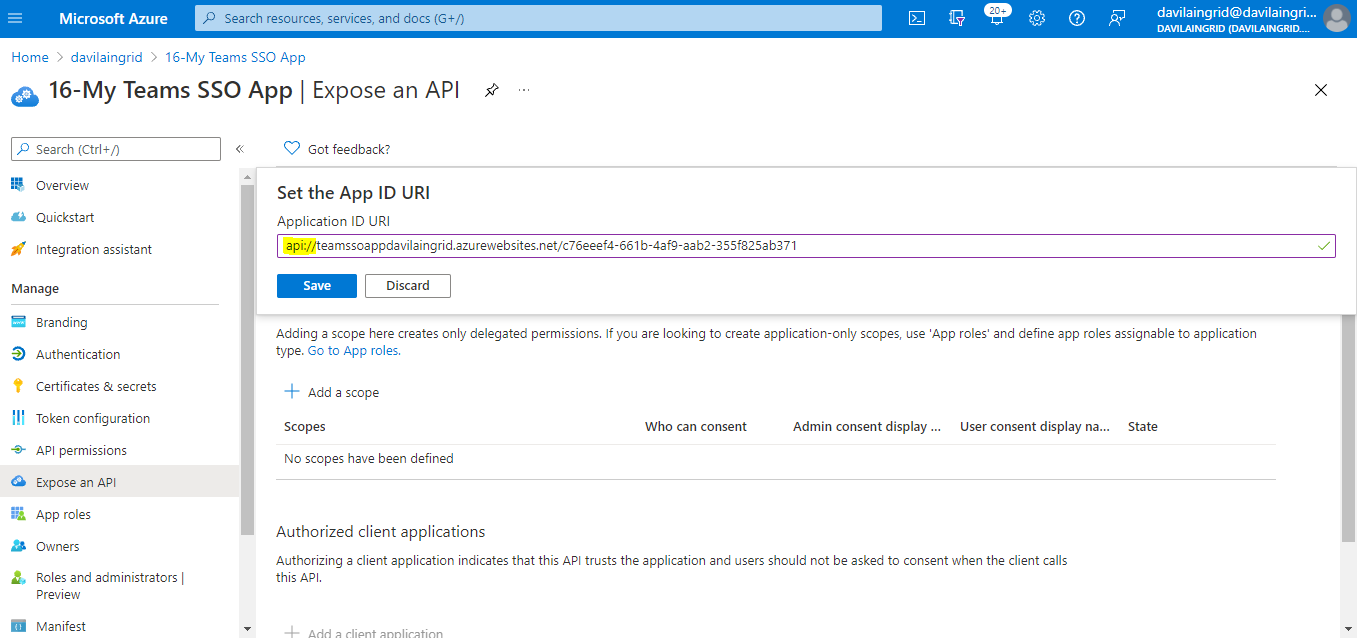 Microsoft Azure
Search resources, services, and docs (G+/)
20+
davilaingrid@davilaingri...
DAVILAINGRID (DAVILAINGRID....
Home > davilaingrid > 16-My Teams SSO App
16-My Teams SSO App | Expose an API
...
Search (Ctrl+/)
«
Got feedback?
Overview
Quickstart
Integration assistant
Manage
Branding
Authentication
Certificates & secrets
Token configuration
API permissions
Expose an API
App roles
Owners
Roles and administrators |
Preview
Manifest
Set the App ID URI
Application ID URI
api://teamssoappdavilaingrid.azurewebsites.net/c76eeef4-661b-4af9-aab2-355f825ab371
Save Discard
Adding a scope here creates only delegated permissions. If you are looking to create application-only scopes, use 'App roles' and define app roles assignable to application
type. Go to App roles.
Add a scope
Scopes Who can consent Admin consent display ... User consent display na... State
No scopes have been defined
Authorized client applications
Authorizing a client application indicates that this API trusts the application and users should not be asked to consent when the client calls
this API.
Add a client application